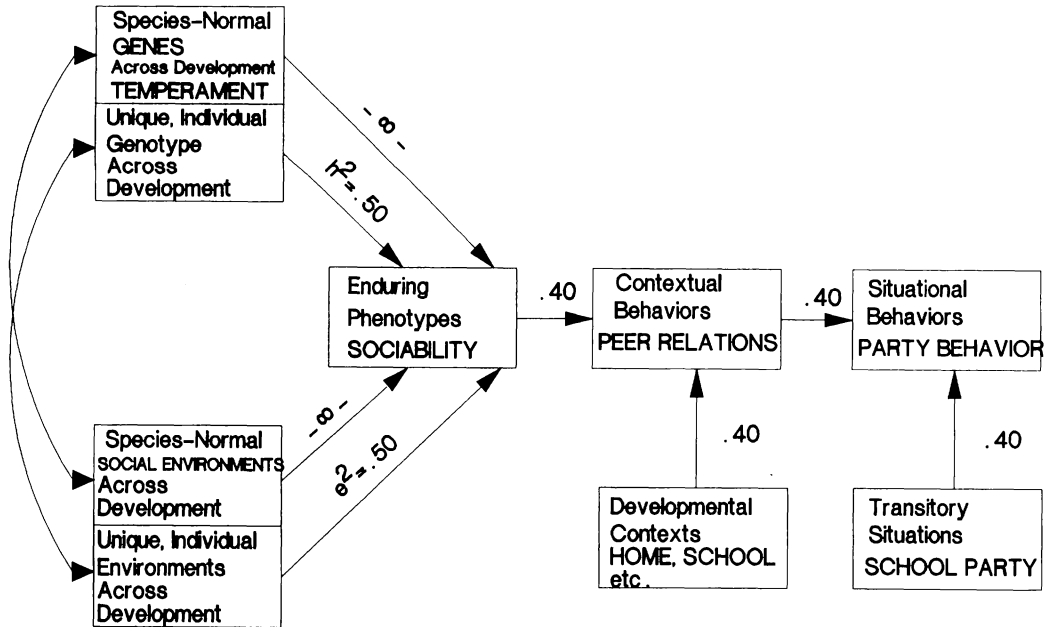 Species-Normal
GENES
Across Development
TEMPERAMENT
Unique, Individual
Genotype
Across
Development
- ∞ -
h² = .50
Enduring
Phenotypes
SOCIABILITY
.40
Contextual
Behaviors
PEER RELATIONS
.40
Situational
Behaviors
PARTY BEHAVIOR
- ∞ -
e² = .50
.40
.40
Species-Normal
SOCIAL ENVIRONMENTS
Across
Development
Unique, Individual
Environments
Across
Development
Developmental
Contexts
HOME, SCHOOL
etc.
Transitory
Situations
SCHOOL PARTY